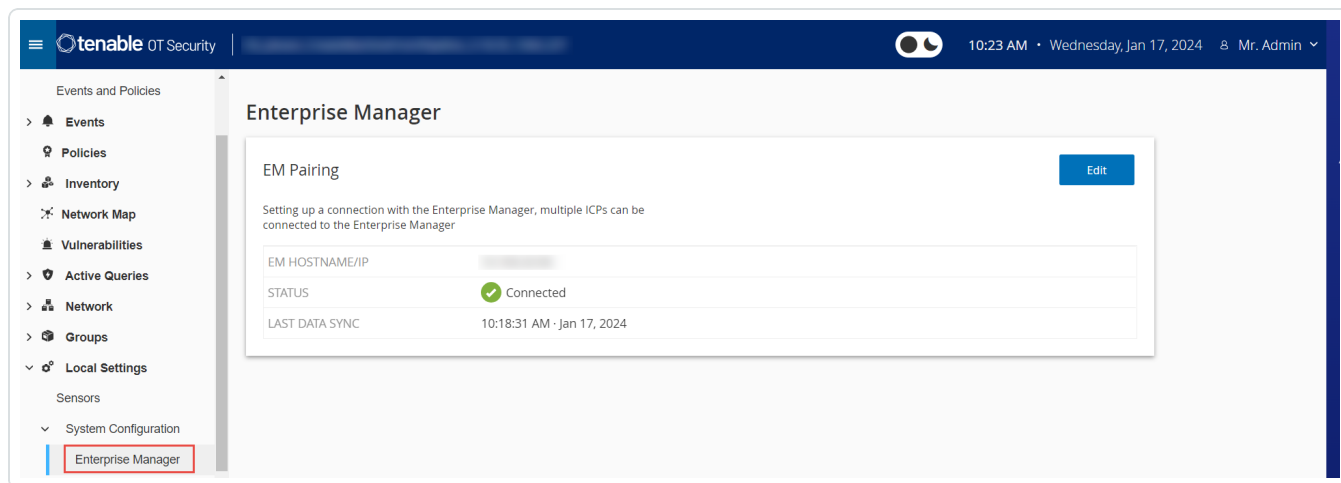 tenable OT Security
10:23 AM • Wednesday, Jan 17, 2024 Mr. Admin
Events and Policies
Events
Policies
Inventory
Network Map
Vulnerabilities
Active Queries
Network
Groups
Local Settings
Sensors
System Configuration
Enterprise Manager
Enterprise Manager
EM Pairing
Edit
Setting up a connection with the Enterprise Manager, multiple ICPs can be
connected to the Enterprise Manager
EM HOSTNAME/IP
STATUS Connected
LAST DATA SYNC 10:18:31 AM · Jan 17, 2024